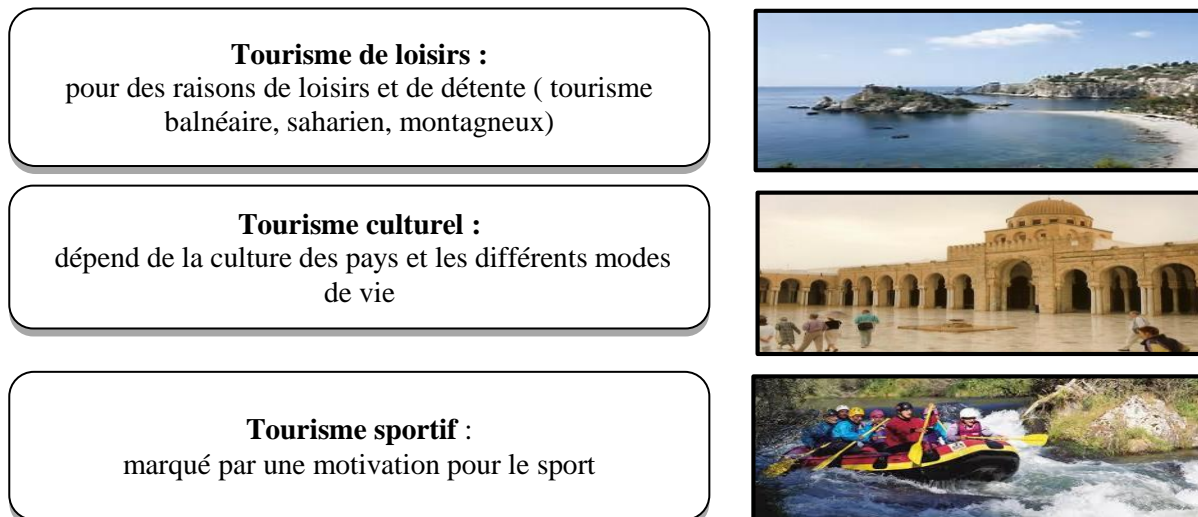 Tourisme de loisirs :
pour des raisons de loisirs et de détente ( tourisme
balnéaire, saharien, montagneux)
Tourisme culturel :
dépend de la culture des pays et les différents modes
de vie
Tourisme sportif :
marqué par une motivation pour le sport